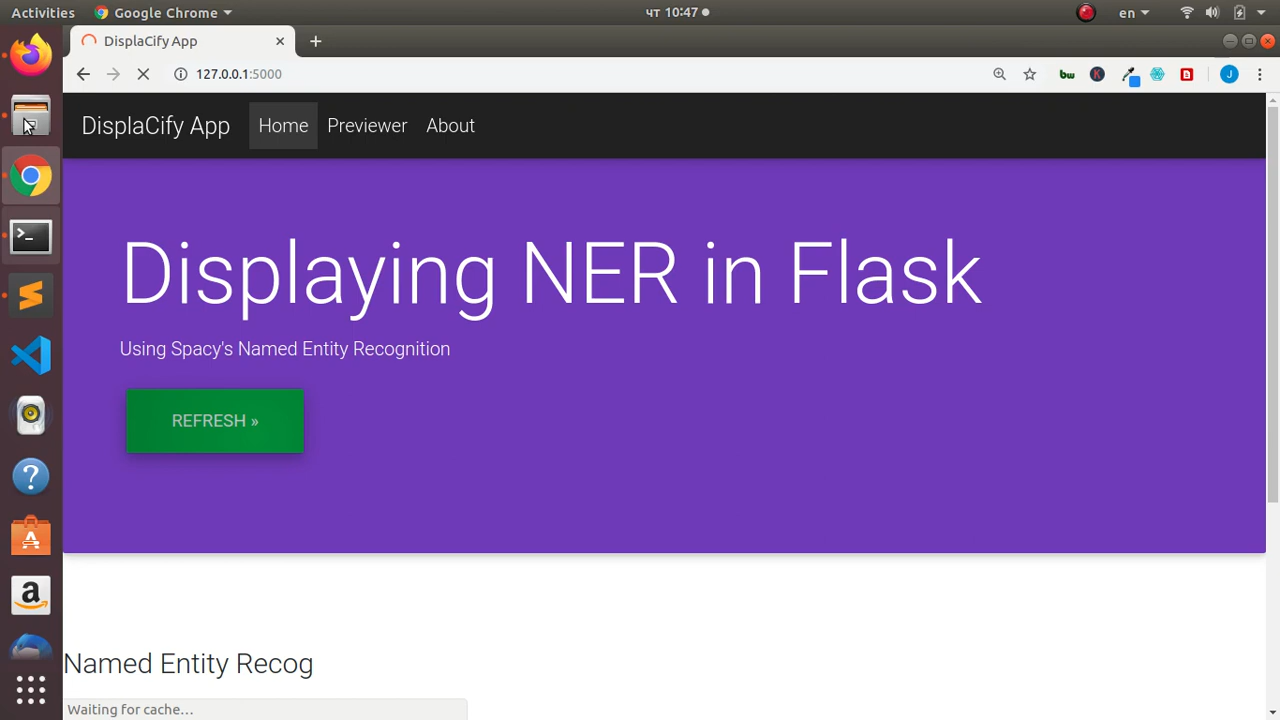 Activities
Google Chrome
чт 10:47
en
DisplaCify App
127.0.0.1:5000
DisplaCify App
Home
Previewer
About
Displaying NER in Flask
Using Spacy's Named Entity Recognition
REFRESH »
Named Entity Recog
Waiting for cache...